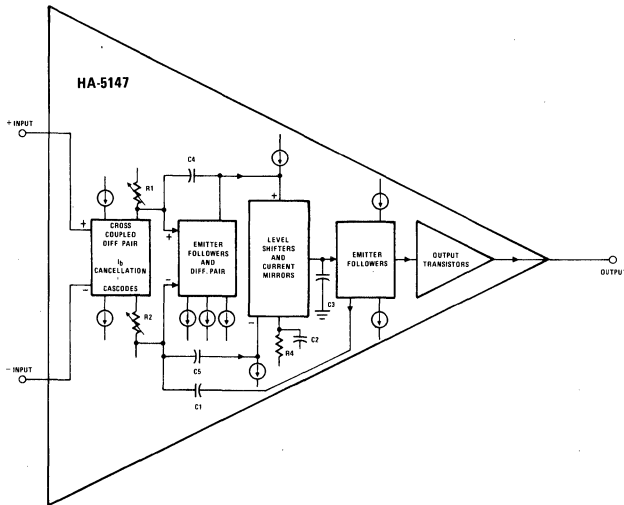 HA-5147
+ INPUT
C4
R1
+
+
+
CROSS
COUPLED
DIFF PAIR
Ib
CANCELLATION
CASCODES
-
EMITTER
FOLLOWERS
AND
DIFF. PAIR
-
LEVEL
SHIFTERS
AND
CURRENT
MIRRORS
-
EMITTER
FOLLOWERS
OUTPUT
TRANSISTORS
OUTPUT
C3
R2
C2
R4
C5
C1
- INPUT